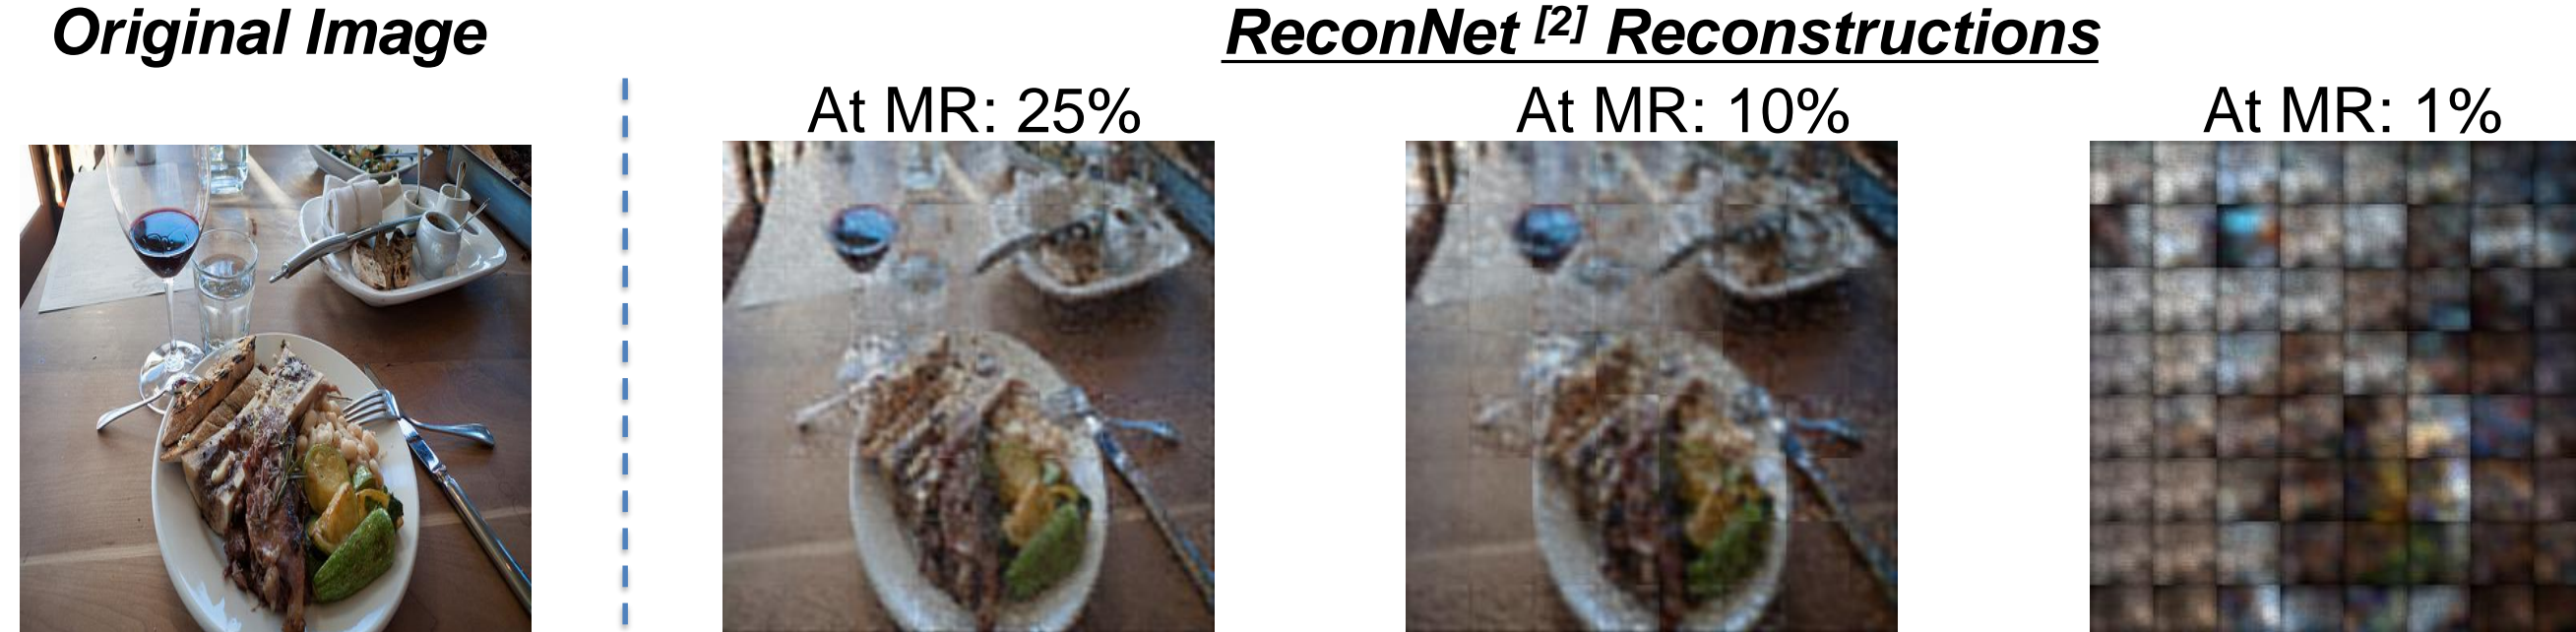 Original Image
ReconNet [2] Reconstructions
At MR: 25%
At MR: 10%
At MR: 1%